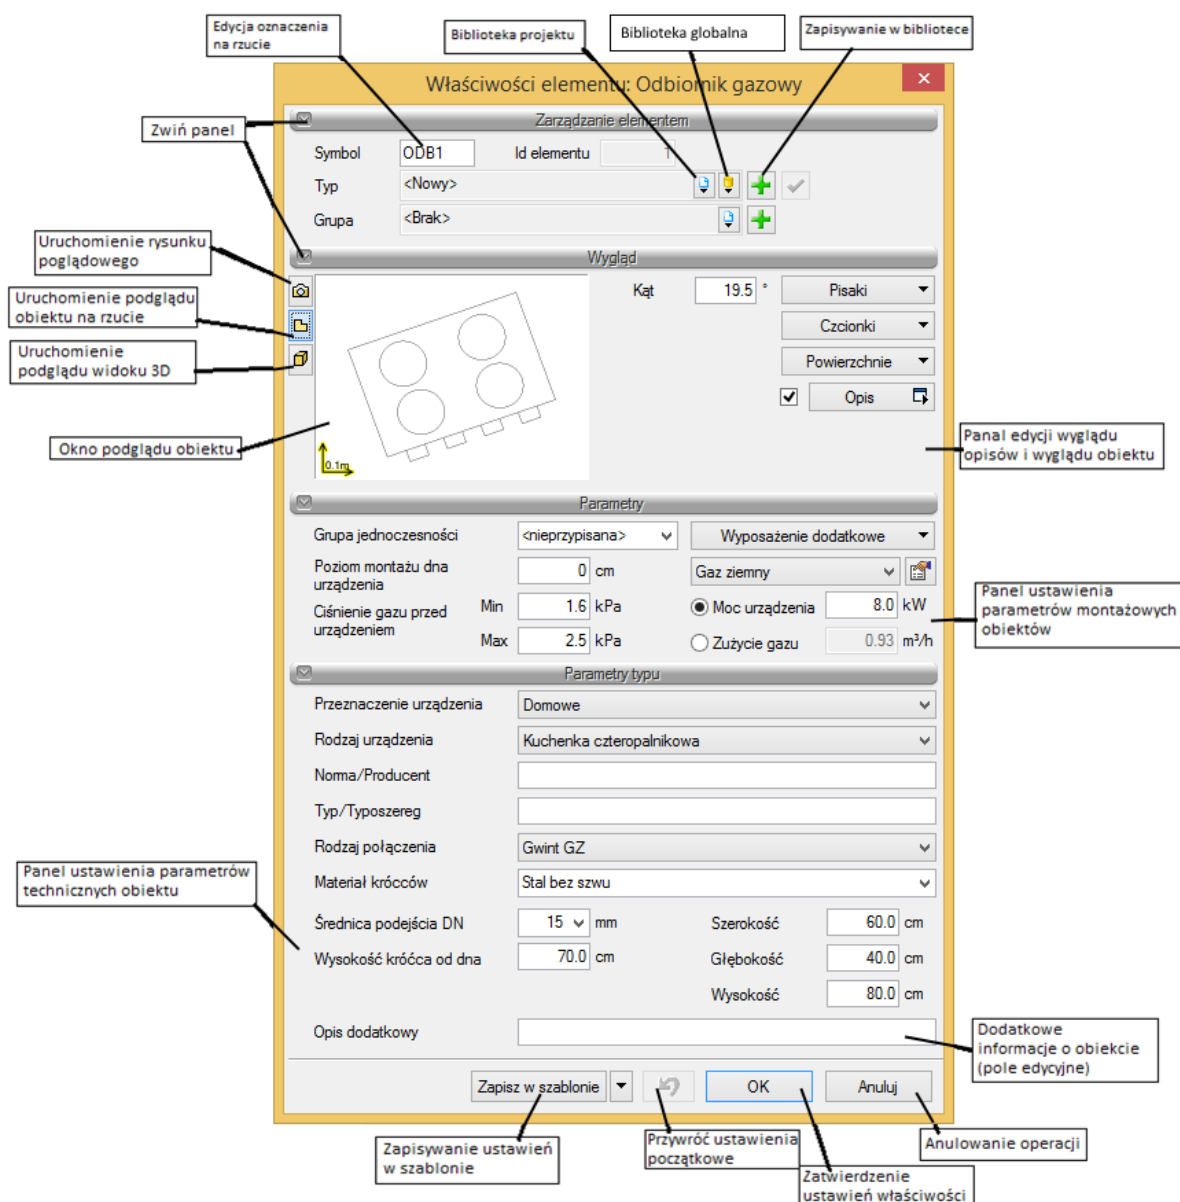 Edycja oznaczenia
na rzucie
Biblioteka projektu
Biblioteka globalna
Zapisywanie w bibliotece
Właściwości elementu: Odbiornik gazowy
Zwiń panel
Zarządzanie elementem
Symbol
ODB1
Id elementu
1
Typ
<Nowy>
Grupa
<Brak>
Uruchomienie rysunku
poglądowego
Uruchomienie podglądu
obiektu na rzucie
Uruchomienie
podglądu widoku 3D
Okno podglądu obiektu
Wygląd
0.1m
Kąt
19.5 °
Pisaki
Czcionki
Powierzchnie
Opis
Panal edycji wyglądu
opisów i wyglądu obiektu
Parametry
Grupa jednoczesności
<nieprzypisana>
Wyposażenie dodatkowe
Poziom montażu dna
urządzenia
0 cm
Gaz ziemny
Ciśnienie gazu przed
urządzeniem
Min
1.6 kPa
Moc urządzenia
8.0 kW
Max
2.5 kPa
Zużycie gazu
0.93 m³/h
Panel ustawienia
parametrów montażowych
obiektów
Parametry typu
Przeznaczenie urządzenia
Domowe
Rodzaj urządzenia
Kuchenka czteropalnikowa
Norma/Producent
Typ/Typoszereg
Rodzaj połączenia
Gwint GZ
Materiał króćców
Stal bez szwu
Panel ustawienia parametrów
technicznych obiektu
Średnica podejścia DN
15 mm
Szerokość
60.0 cm
Wysokość króćca od dna
70.0 cm
Głębokość
40.0 cm
Wysokość
80.0 cm
Opis dodatkowy
Dodatkowe
informacje o obiekcie
(pole edycyjne)
Zapisz w szablonie
OK
Anuluj
Zapisywanie ustawień
w szablonie
Przywróć ustawienia
początkowe
Zatwierdzenie
ustawień właściwości
Anulowanie operacji